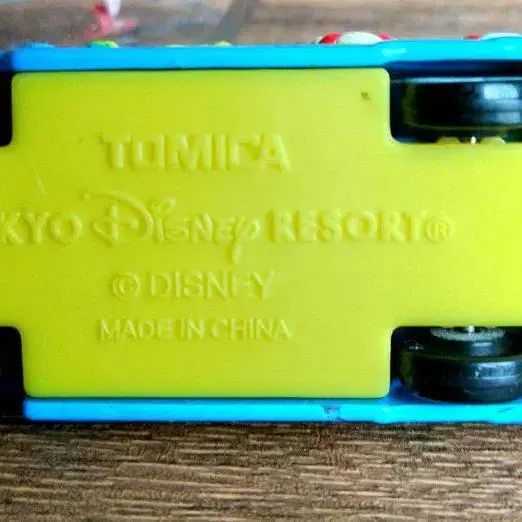 TOMICA
KYO Disney RESORT®
© DISNEY
MADE IN CHINA